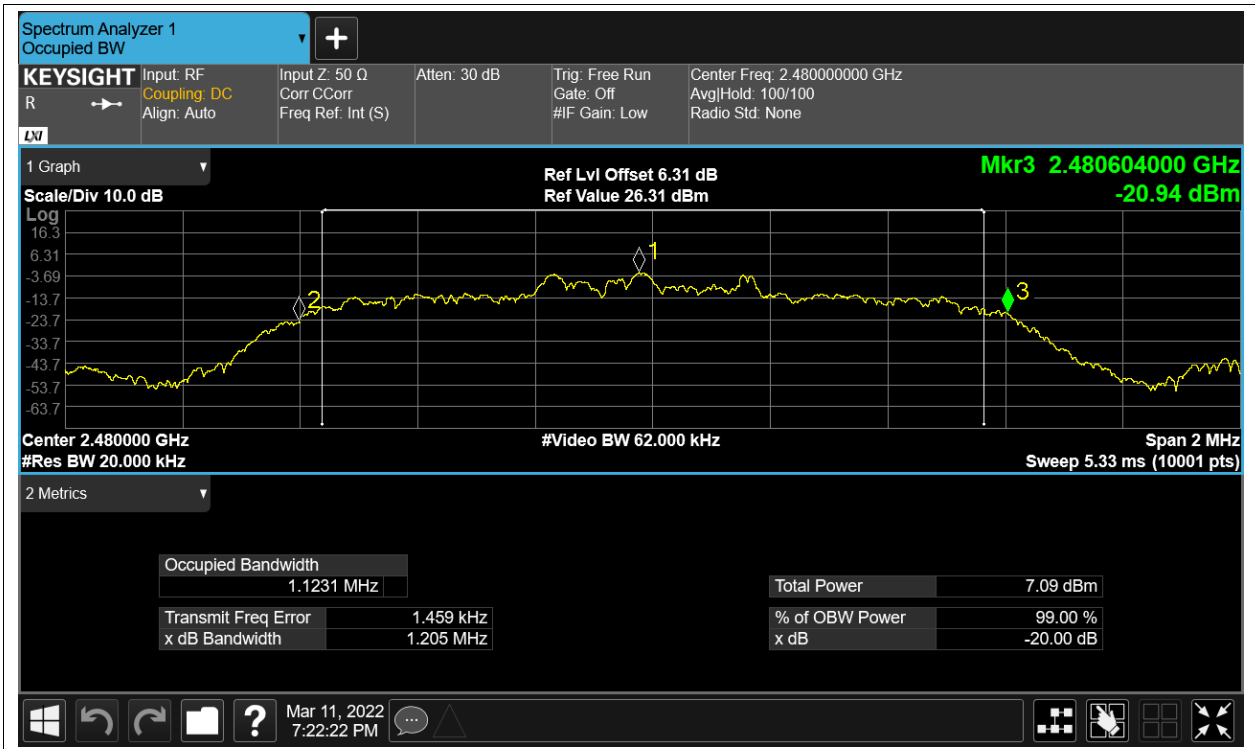 Spectrum Analyzer 1
Occupied BW
KEYSIGHT
R
LXI
Input: RF
Coupling: DC
Align: Auto
Input Z: 50 Ω
Corr CCorr
Freq Ref: Int (S)
Atten: 30 dB
Trig: Free Run
Gate: Off
#IF Gain: Low
Center Freq: 2.480000000 GHz
Avg|Hold: 100/100
Radio Std: None
1 Graph
Scale/Div 10.0 dB
Ref Lvl Offset 6.31 dB
Ref Value 26.31 dBm
Mkr3 2.480604000 GHz
-20.94 dBm
Log
16.3
6.31
-3.69
-13.7
-23.7
-33.7
-43.7
-53.7
-63.7
1
2
3
Center 2.480000 GHz
#Video BW 62.000 kHz
Span 2 MHz
#Res BW 20.000 kHz
Sweep 5.33 ms (10001 pts)
2 Metrics
Occupied Bandwidth
1.1231 MHz
Total Power 7.09 dBm
Transmit Freq Error 1.459 kHz
% of OBW Power 99.00 %
x dB Bandwidth 1.205 MHz
x dB -20.00 dB
?
Mar 11, 2022
7:22:22 PM